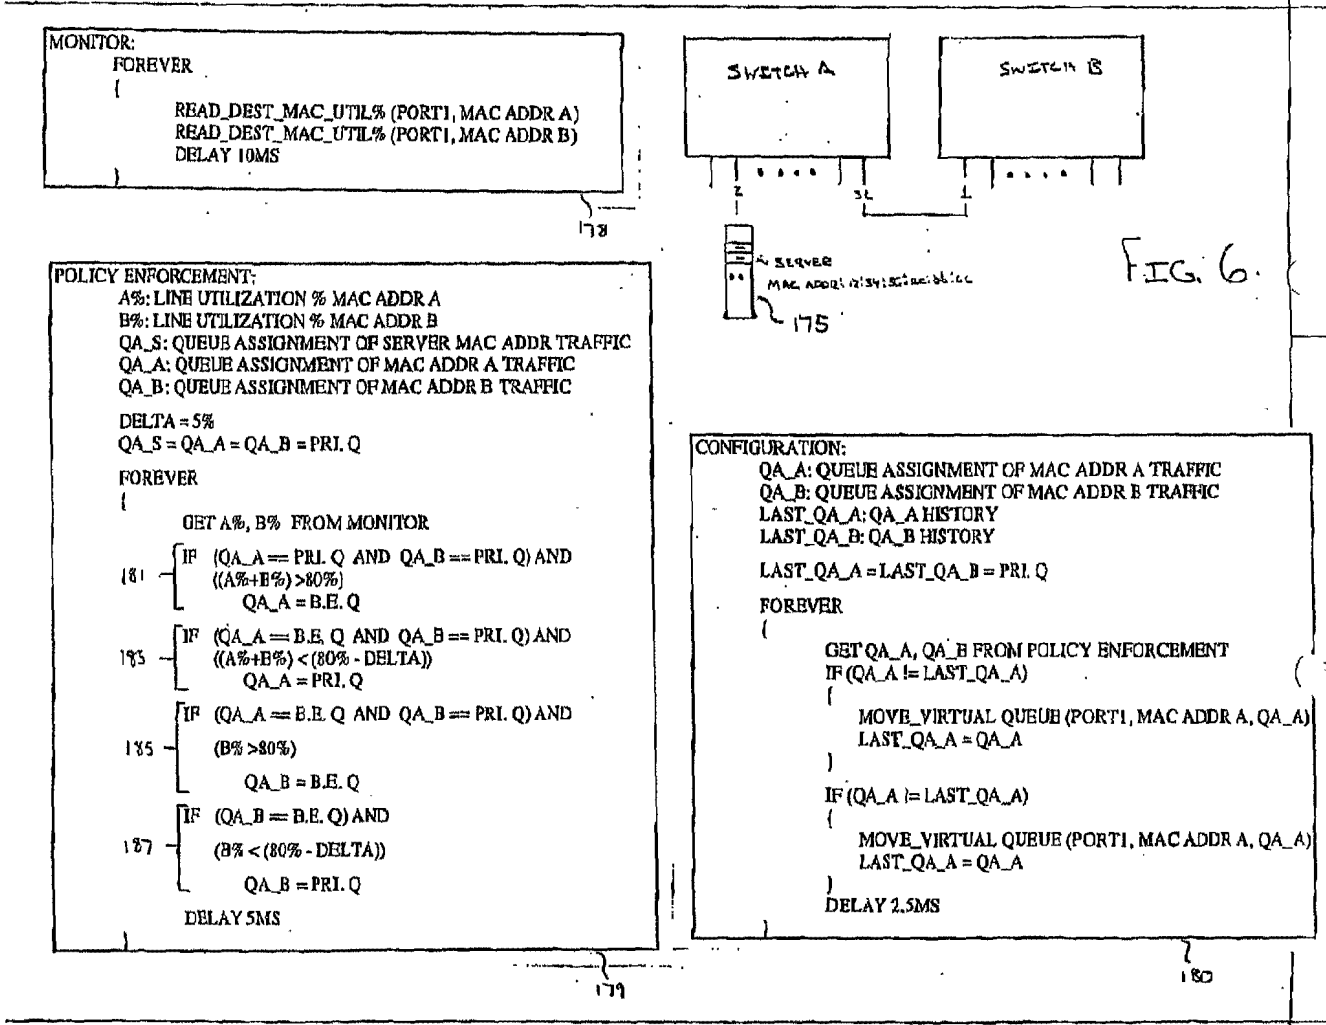 MONITOR:
FOREVER
{
READ_DEST_MAC_UTIL% (PORT1, MAC ADDR A)
READ_DEST_MAC_UTIL% (PORT1, MAC ADDR B)
DELAY 10MS
}
178
SWITCH A
SWITCH B
2
32
1
SERVER
MAC ADDR:
175
FIG. 6.
POLICY ENFORCEMENT:
A%: LINE UTILIZATION % MAC ADDR A
B%: LINE UTILIZATION % MAC ADDR B
QA_S: QUEUE ASSIGNMENT OF SERVER MAC ADDR TRAFFIC
QA_A: QUEUE ASSIGNMENT OF MAC ADDR A TRAFFIC
QA_B: QUEUE ASSIGNMENT OF MAC ADDR B TRAFFIC
DELTA = 5%
QA_S = QA_A = QA_B = PRI. Q
FOREVER
{
GET A%, B% FROM MONITOR
IF (QA_A == PRI. Q AND QA_B == PRI. Q) AND
181
((A%+B%) >80%)
QA_A = B.E. Q
IF (QA_A == B.E. Q AND QA_B == PRI. Q) AND
183
((A%+B%) < (80% - DELTA))
QA_A = PRI. Q
IF (QA_A == B.E. Q AND QA_B == PRI. Q) AND
185
(B% >80%)
QA_B = B.E. Q
IF (QA_B == B.E. Q) AND
187
(B% < (80% - DELTA))
QA_B = PRI. Q
DELAY 5MS
}
179
CONFIGURATION:
QA_A: QUEUE ASSIGNMENT OF MAC ADDR A TRAFFIC
QA_B: QUEUE ASSIGNMENT OF MAC ADDR B TRAFFIC
LAST_QA_A: QA_A HISTORY
LAST_QA_B: QA_B HISTORY
LAST_QA_A = LAST_QA_B = PRI. Q
FOREVER
{
GET QA_A, QA_B FROM POLICY ENFORCEMENT
IF (QA_A != LAST_QA_A)
{
MOVE_VIRTUAL QUEUE (PORT1, MAC ADDR A, QA_A)
LAST_QA_A = QA_A
}
IF (QA_A != LAST_QA_A)
{
MOVE_VIRTUAL QUEUE (PORT1, MAC ADDR A, QA_A)
LAST_QA_A = QA_A
}
DELAY 2.5MS
}
180